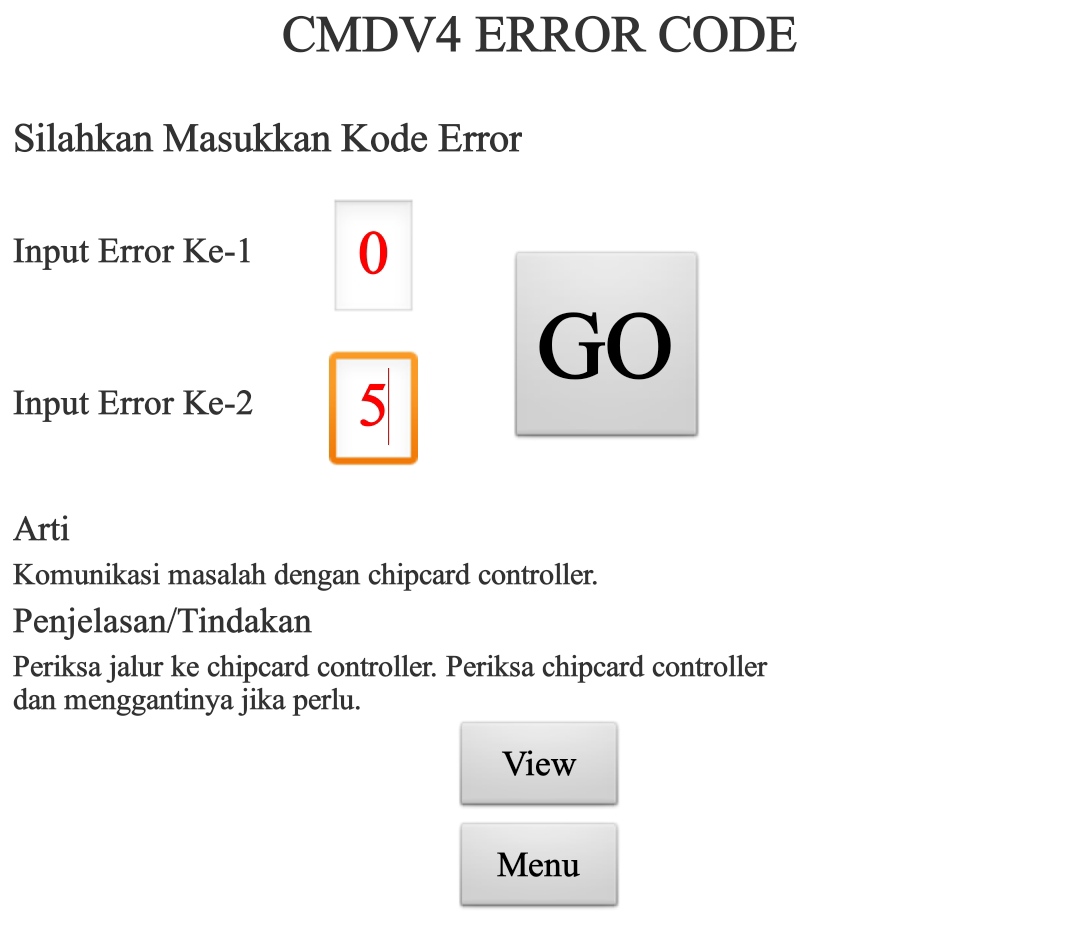 CMDV4 ERROR CODE
Silahkan Masukkan Kode Error
Input Error Ke-1
0
GO
Input Error Ke-2
5
Arti
Komunikasi masalah dengan chipcard controller.
Penjelasan/Tindakan
Periksa jalur ke chipcard controller. Periksa chipcard controller
dan menggantinya jika perlu.
View
Menu